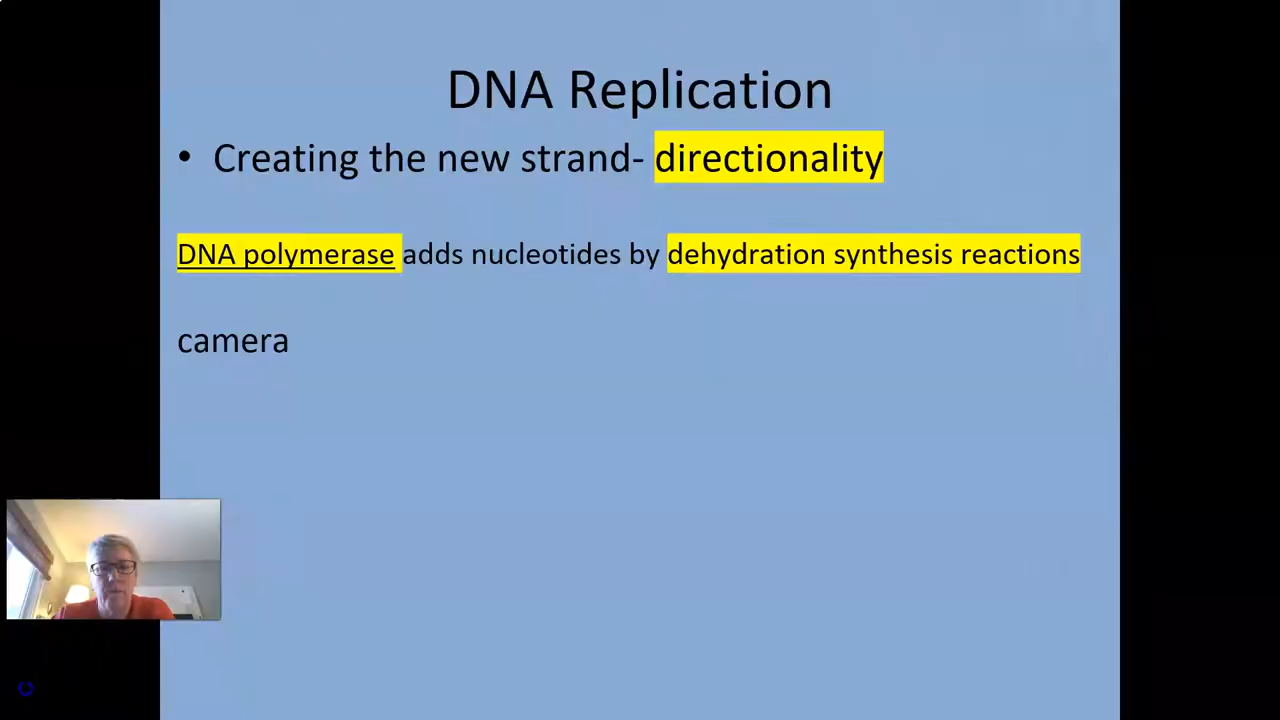 DNA Replication
• Creating the new strand- directionality
DNA polymerase adds nucleotides by dehydration synthesis reactions
camera